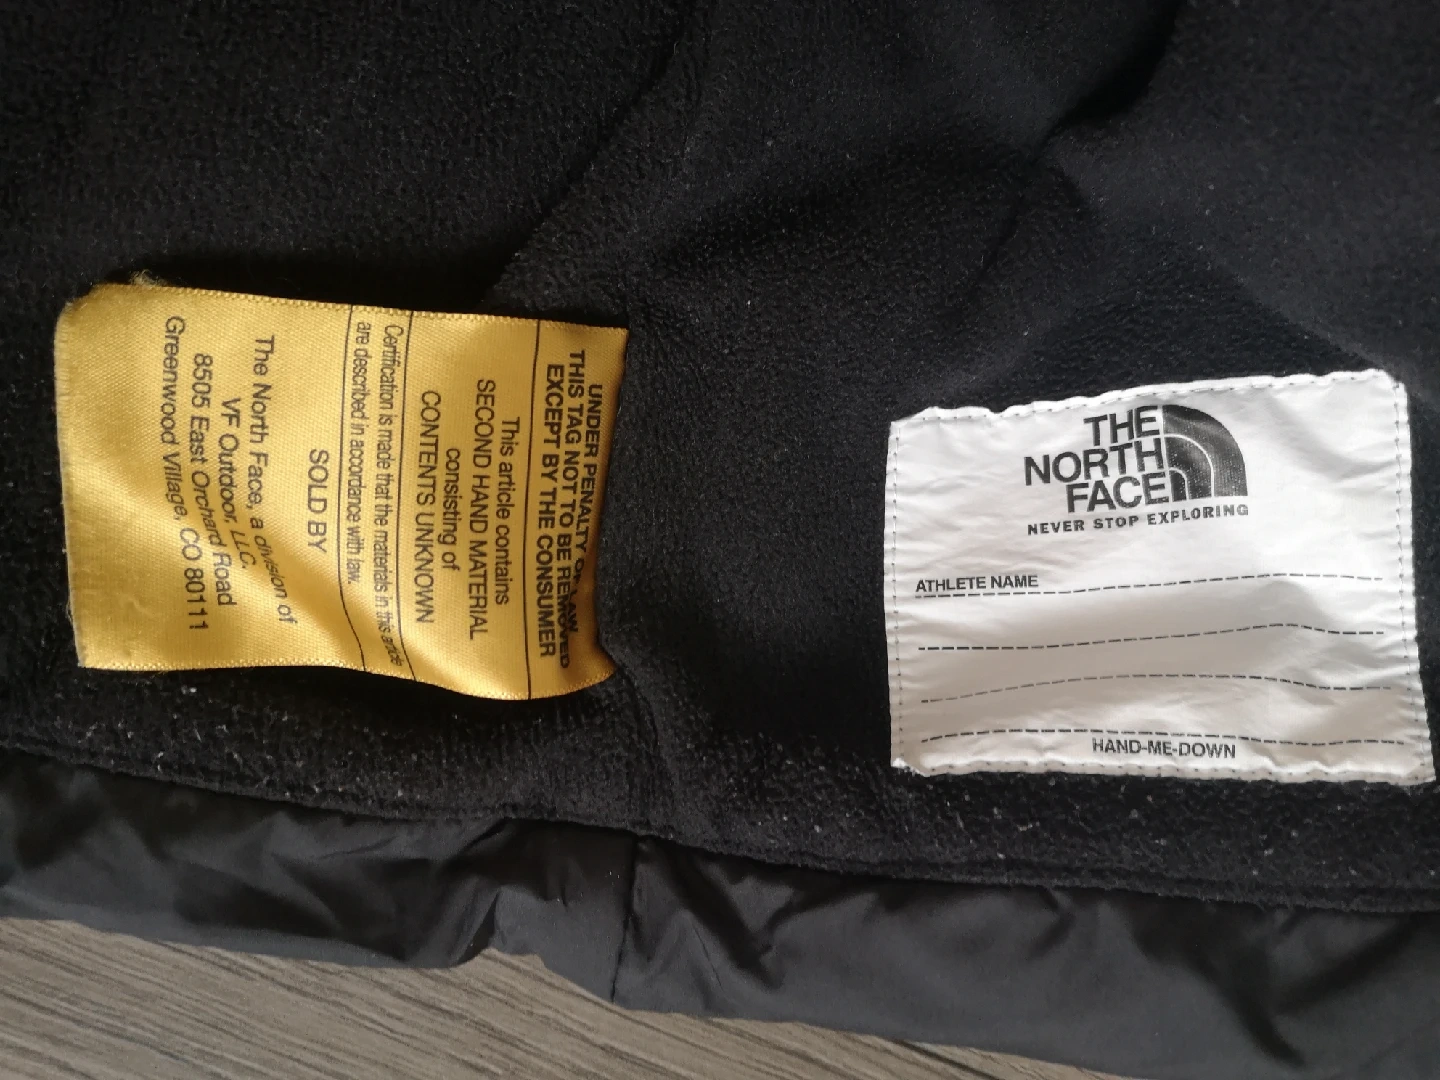 UNDER PENALTY OF LAW
THIS TAG NOT TO BE REMOVED
EXCEPT BY THE CONSUMER
This article contains
SECOND HAND MATERIAL
consisting of
CONTENTS UNKNOWN
Certification is made that the materials in this article
are described in accordance with law.
SOLD BY
The North Face, a division of
VF Outdoor, LLC.
8505 East Orchard Road
Greenwood Village, CO 80111
THE
NORTH
FACE
NEVER STOP EXPLORING
ATHLETE NAME
HAND-ME-DOWN